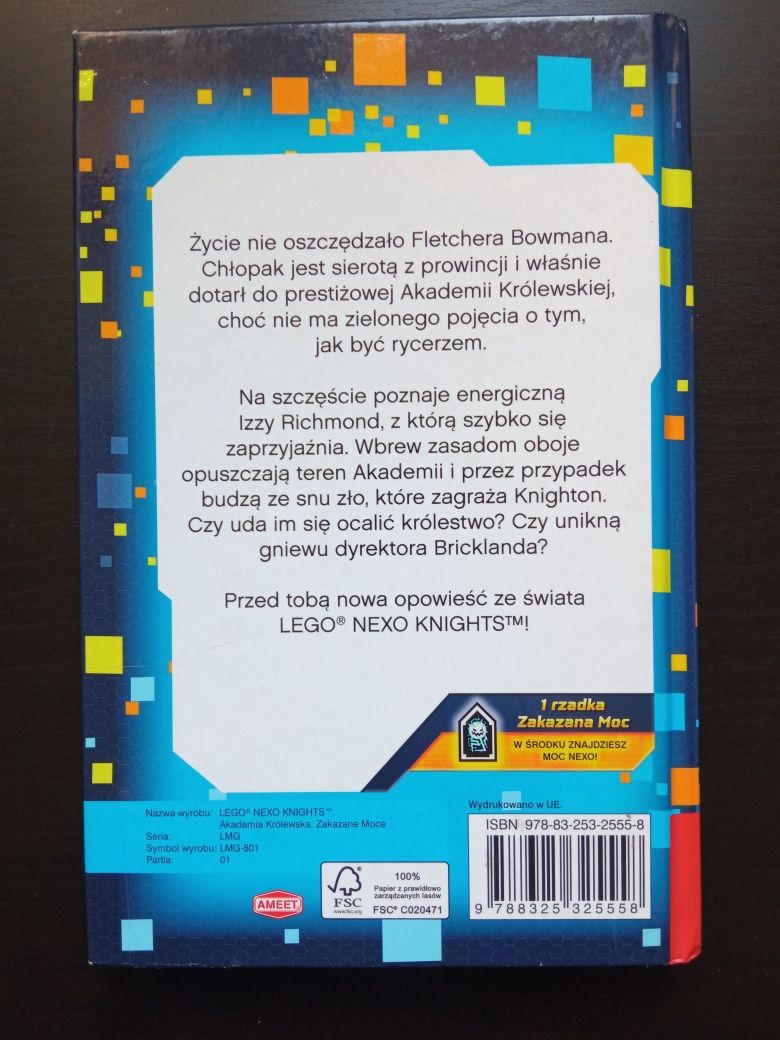 Życie nie oszczędzało Fletchera Bowmana.
Chłopak jest sierotą z prowincji i właśnie
dotarł do prestiżowej Akademii Królewskiej,
choć nie ma zielonego pojęcia o tym,
jak być rycerzem.
Na szczęście poznaje energiczną
Izzy Richmond, z którą szybko się
zaprzyjaźnia. Wbrew zasadom oboje
opuszczają teren Akademii i przez przypadek
budzą ze snu zło, które zagraża Knighton.
Czy uda im się ocalić królestwo? Czy unikną
gniewu dyrektora Bricklanda?
Przed tobą nowa opowieść ze świata
LEGO® NEXO KNIGHTS™!
1 rzadka
Zakazana Moc
W ŚRODKU ZNAJDZIESZ
MOC NEXO!
Nazwa wyrobu: LEGO® NEXO KNIGHTS™.
Akademia Królewska. Zakazane Moce
Seria: LMG
Symbol wyrobu: LMG-801
Partia: 01
Wydrukowano w UE.
ISBN 978-83-253-2555-8
9 788325 325558
AMEET
FSC
www.fsc.org
100%
Papier z prawidłowo
zarządzanych lasów
FSC® C020471